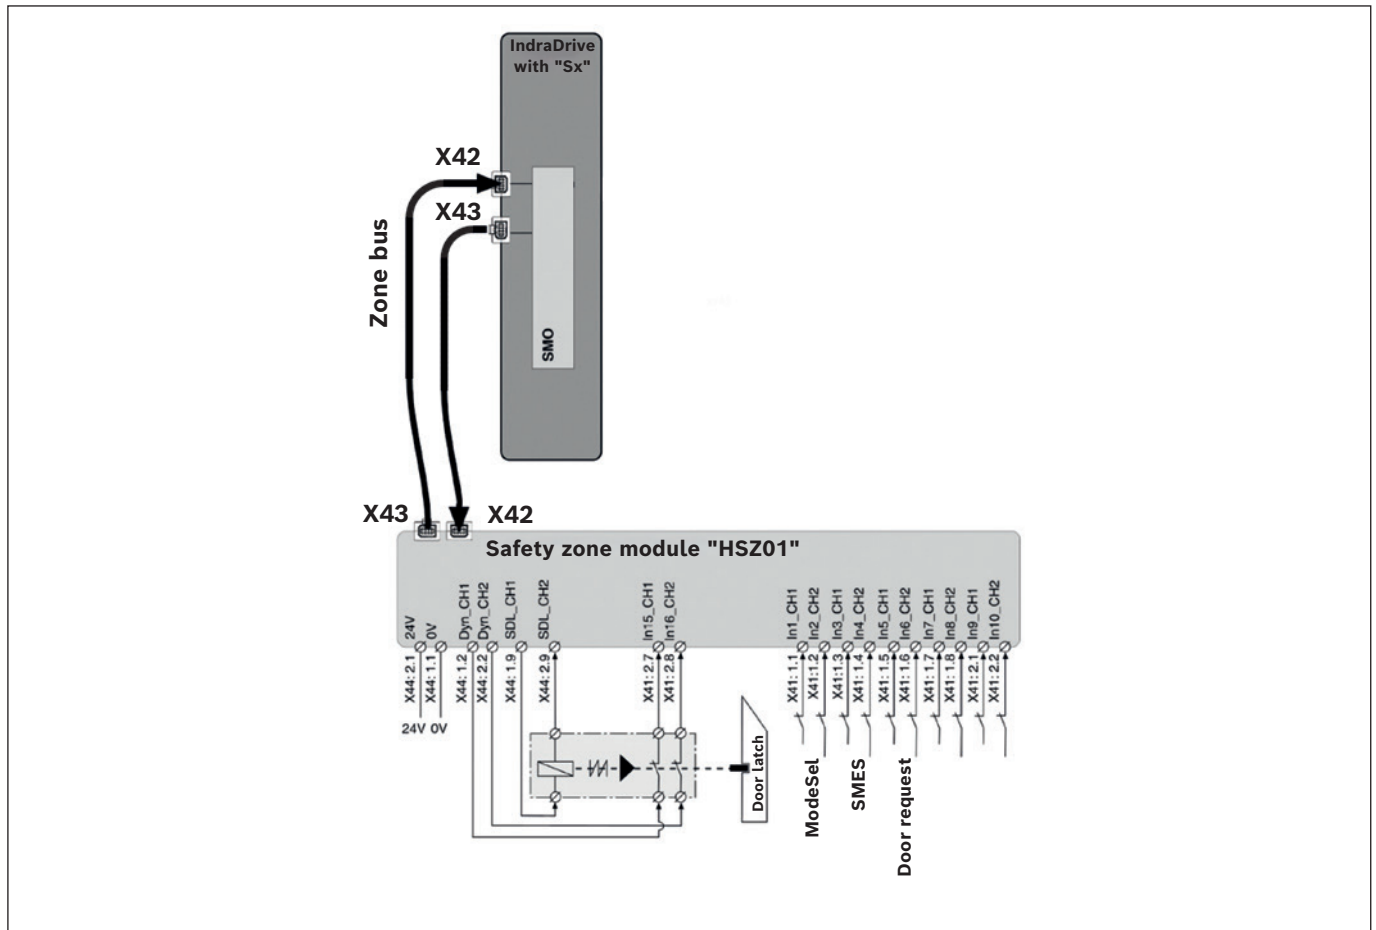 IndraDrive
with "Sx"
X42
X43
Zone bus
SMO
X43
X42
Safety zone module "HSZ01"
24V
0V
Dyn_CH1
Dyn_CH2
SDL_CH1
SDL_CH2
In15_CH1
In16_CH2
In1_CH1
In2_CH2
In3_CH1
In4_CH2
In5_CH1
In6_CH2
In7_CH1
In8_CH2
In9_CH1
In10_CH2
X44: 2.1
X44: 1.1
X44: 1.2
X44: 2.2
X44: 1.9
X44: 2.9
X41: 2.7
X41: 2.8
X41: 1.1
X41:1.2
X41:1.3
X41: 1.4
X41: 1.5
X41: 1.6
X41: 1.7
X41: 1.8
X41: 2.1
X41: 2.2
24V 0V
Door latch
ModeSel
SMES
Door request